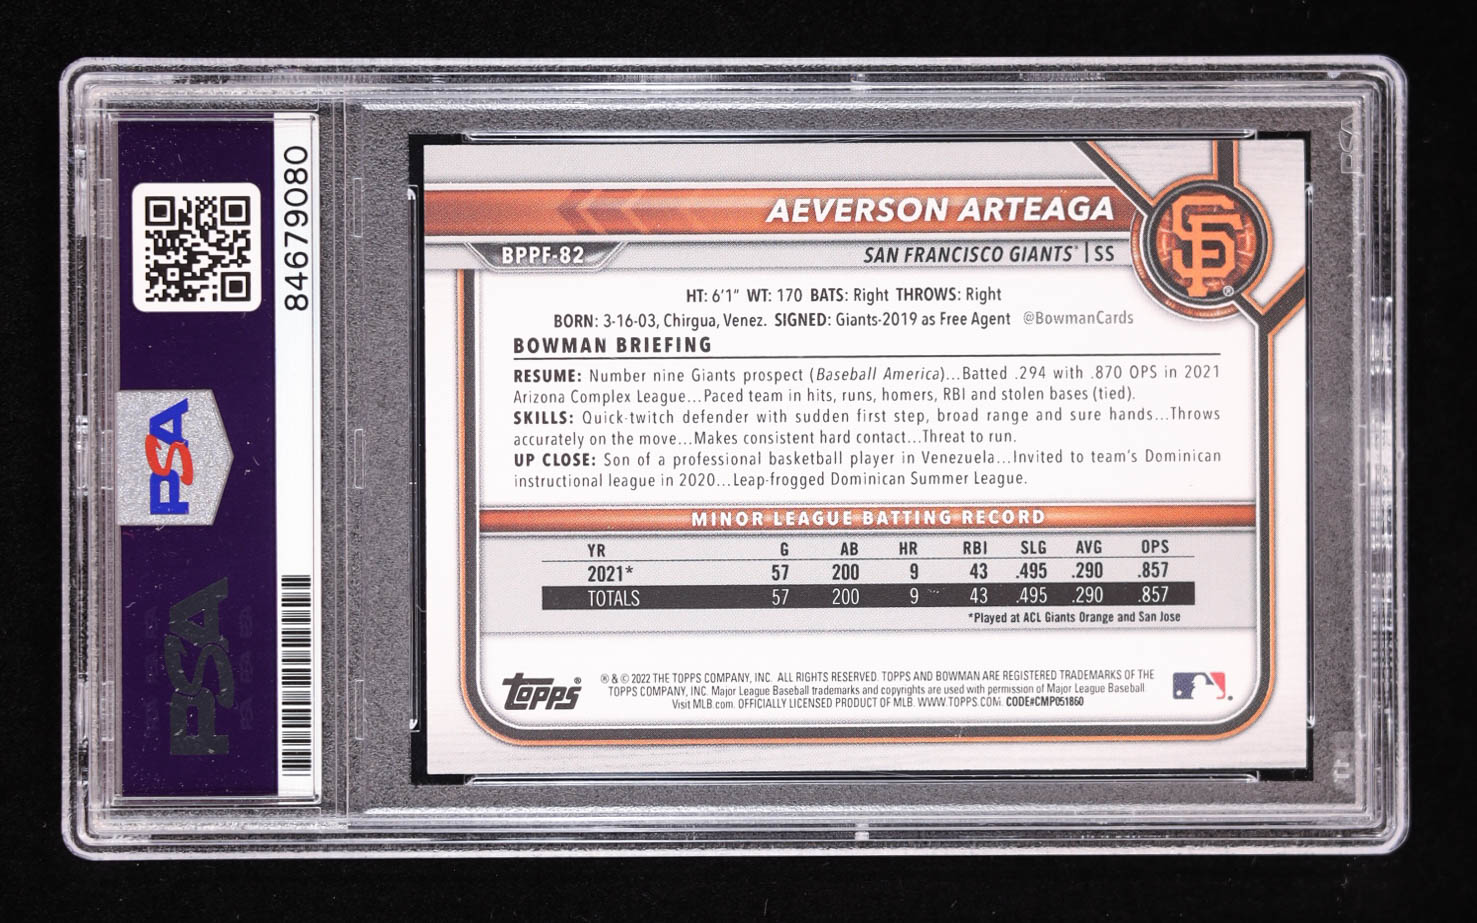 84679080
PSA
PSA
AEVERSON ARTEAGA
BPPF-82
SAN FRANCISCO GIANTS® | SS
SF®
HT: 6'1" WT: 170 BATS: Right THROWS: Right
BORN: 3-16-03, Chirgua, Venez. SIGNED: Giants-2019 as Free Agent @BowmanCards
BOWMAN BRIEFING
RESUME: Number nine Giants prospect (Baseball America)...Batted .294 with .870 OPS in 2021
Arizona Complex League...Paced team in hits, runs, homers, RBI and stolen bases (tied).
SKILLS: Quick-twitch defender with sudden first step, broad range and sure hands...Throws
accurately on the move...Makes consistent hard contact...Threat to run.
UP CLOSE: Son of a professional basketball player in Venezuela...Invited to team's Dominican
instructional league in 2020...Leap-frogged Dominican Summer League.
MINOR LEAGUE BATTING RECORD
YR G AB HR RBI SLG AVG OPS
2021* 57 200 9 43 .495 .290 .857
TOTALS 57 200 9 43 .495 .290 .857
*Played at ACL Giants Orange and San Jose
TOPPS®
® & © 2022 THE TOPPS COMPANY, INC. ALL RIGHTS RESERVED. TOPPS AND BOWMAN ARE REGISTERED TRADEMARKS OF THE
TOPPS COMPANY, INC. Major League Baseball trademarks and copyrights are used with permission of Major League Baseball.
Visit MLB.com. OFFICIALLY LICENSED PRODUCT OF MLB. WWW.TOPPS.COM. CODE#CMP051860
PSA